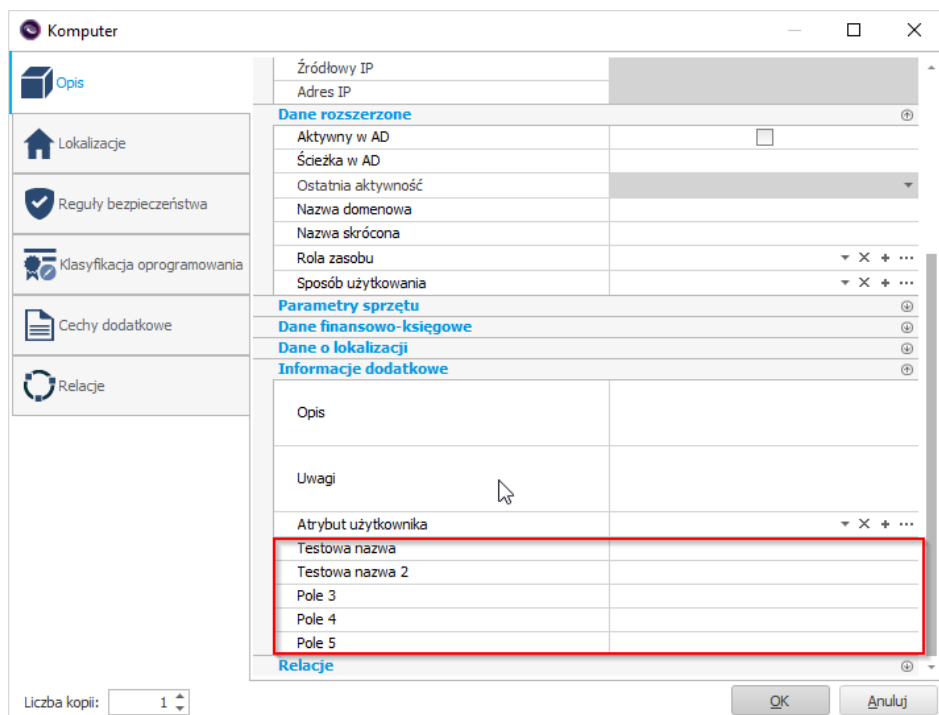 Komputer
Opis
Lokalizacje
Reguły bezpieczeństwa
Klasyfikacja oprogramowania
Cechy dodatkowe
Relacje
Źródłowy IP
Adres IP
Dane rozszerzone
Aktywny w AD
Ścieżka w AD
Ostatnia aktywność
Nazwa domenowa
Nazwa skrócona
Rola zasobu
Sposób użytkowania
Parametry sprzętu
Dane finansowo-księgowe
Dane o lokalizacji
Informacje dodatkowe
Opis
Uwagi
Atrybut użytkownika
Testowa nazwa
Testowa nazwa 2
Pole 3
Pole 4
Pole 5
Relacje
Liczba kopii: 1
OK Anuluj